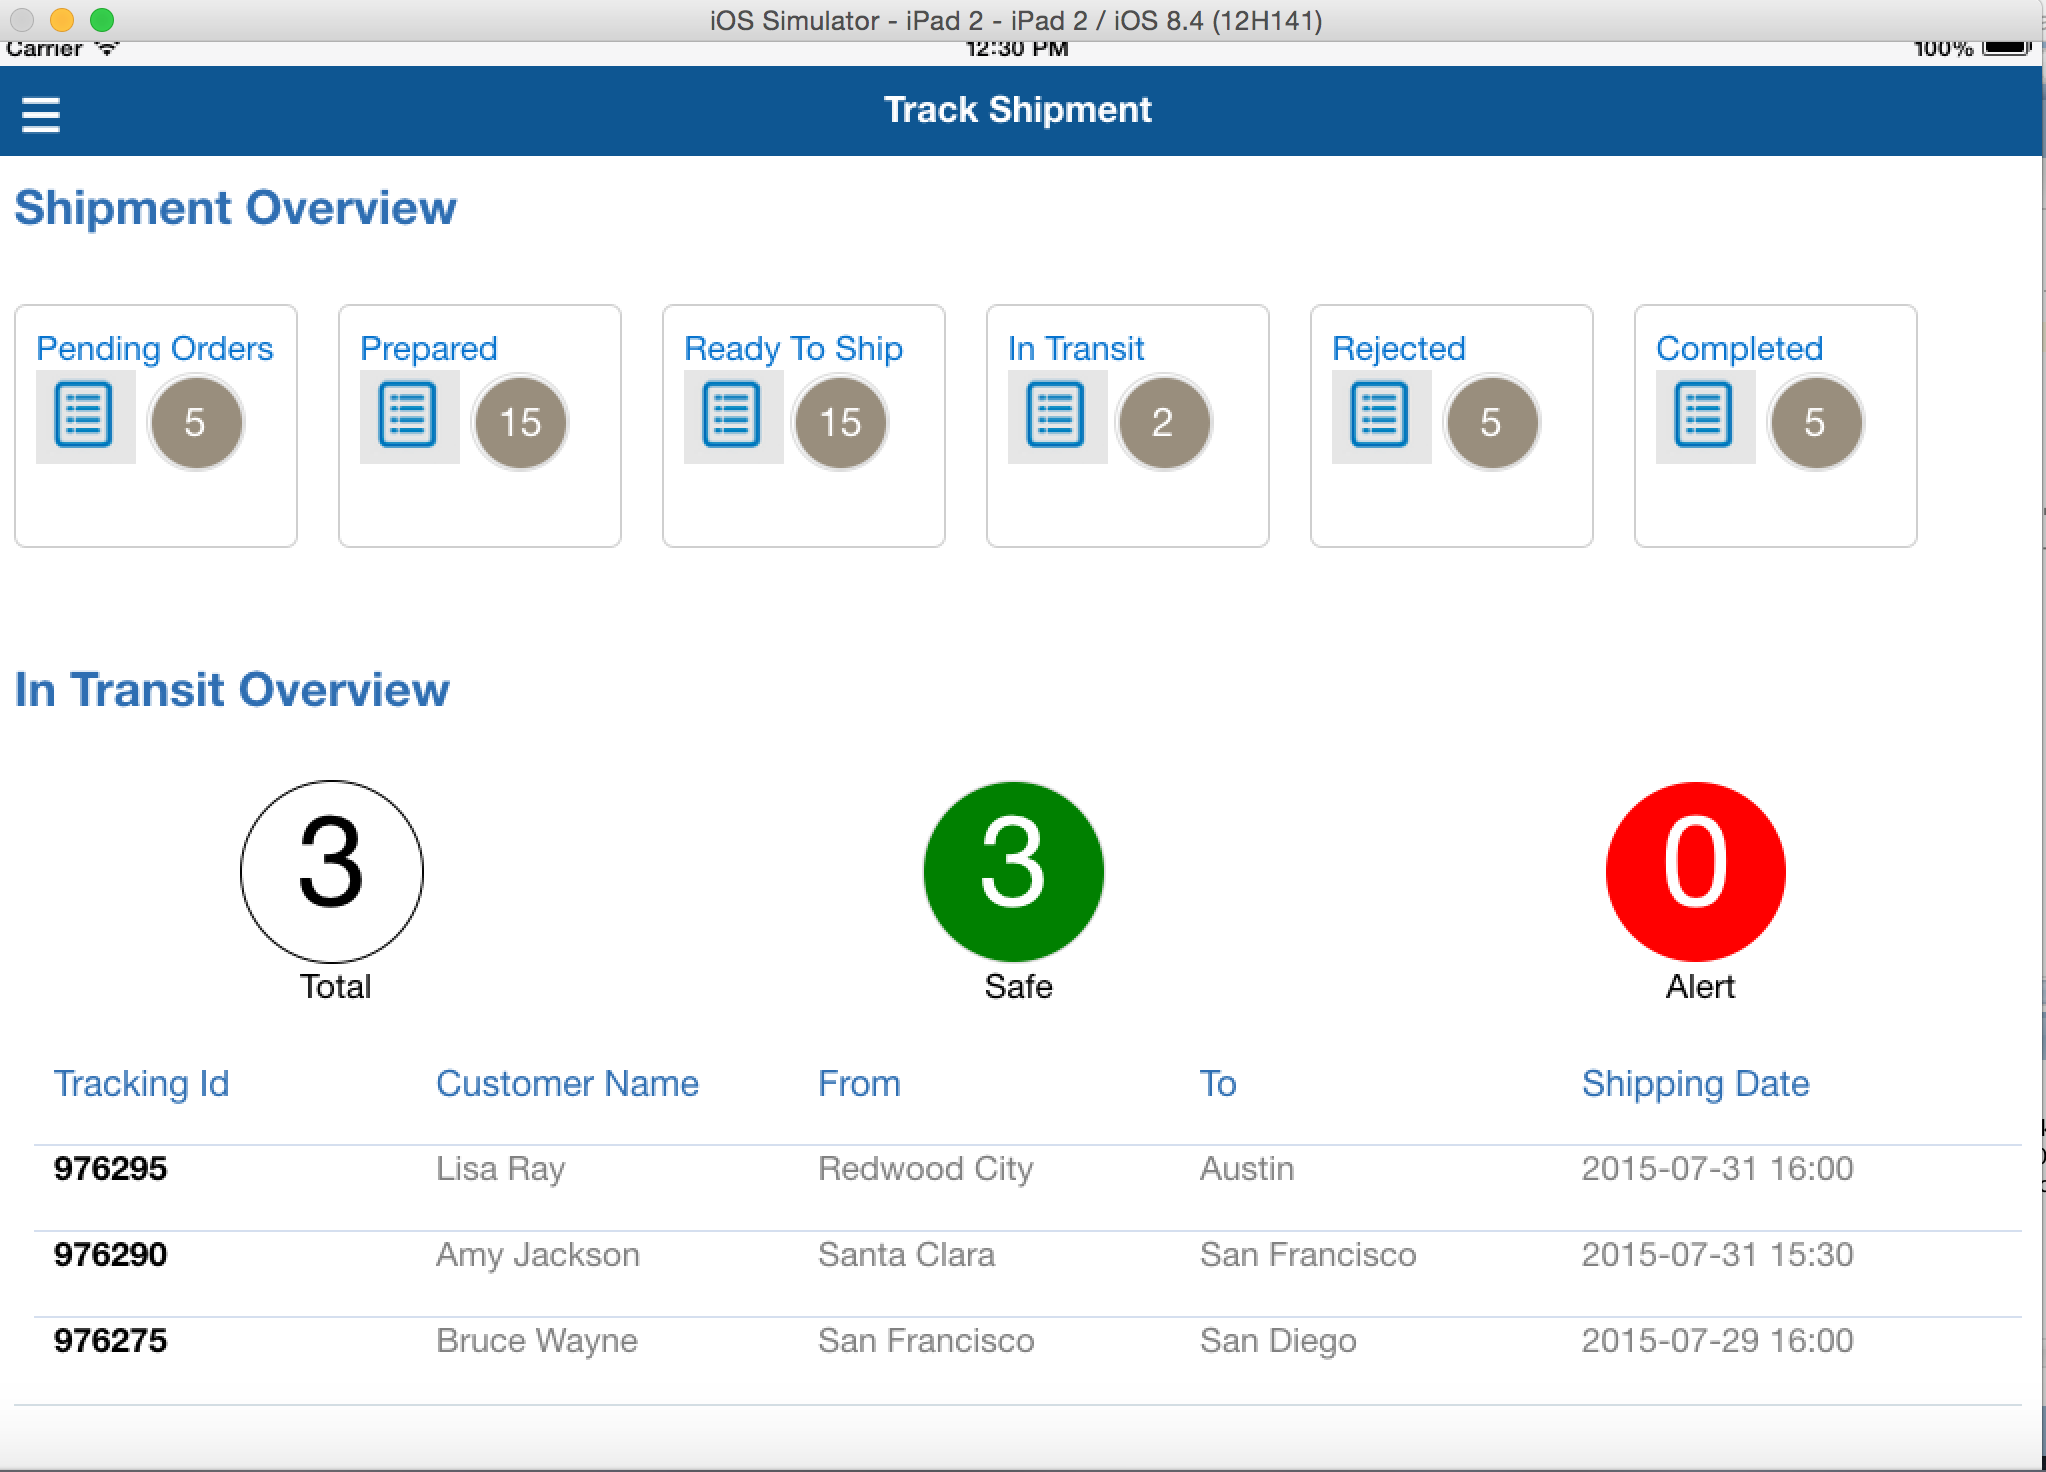 iOS Simulator - iPad 2 - iPad 2 / iOS 8.4 (12H141)
Carrier 12:30 PM 100%
Track Shipment
Shipment Overview
Pending Orders Prepared Ready To Ship In Transit Rejected Completed
5 15 15 2 5 5
In Transit Overview
3 3 0
Total Safe Alert
Tracking Id Customer Name From To Shipping Date
976295 Lisa Ray Redwood City Austin 2015-07-31 16:00
976290 Amy Jackson Santa Clara San Francisco 2015-07-31 15:30
976275 Bruce Wayne San Francisco San Diego 2015-07-29 16:00